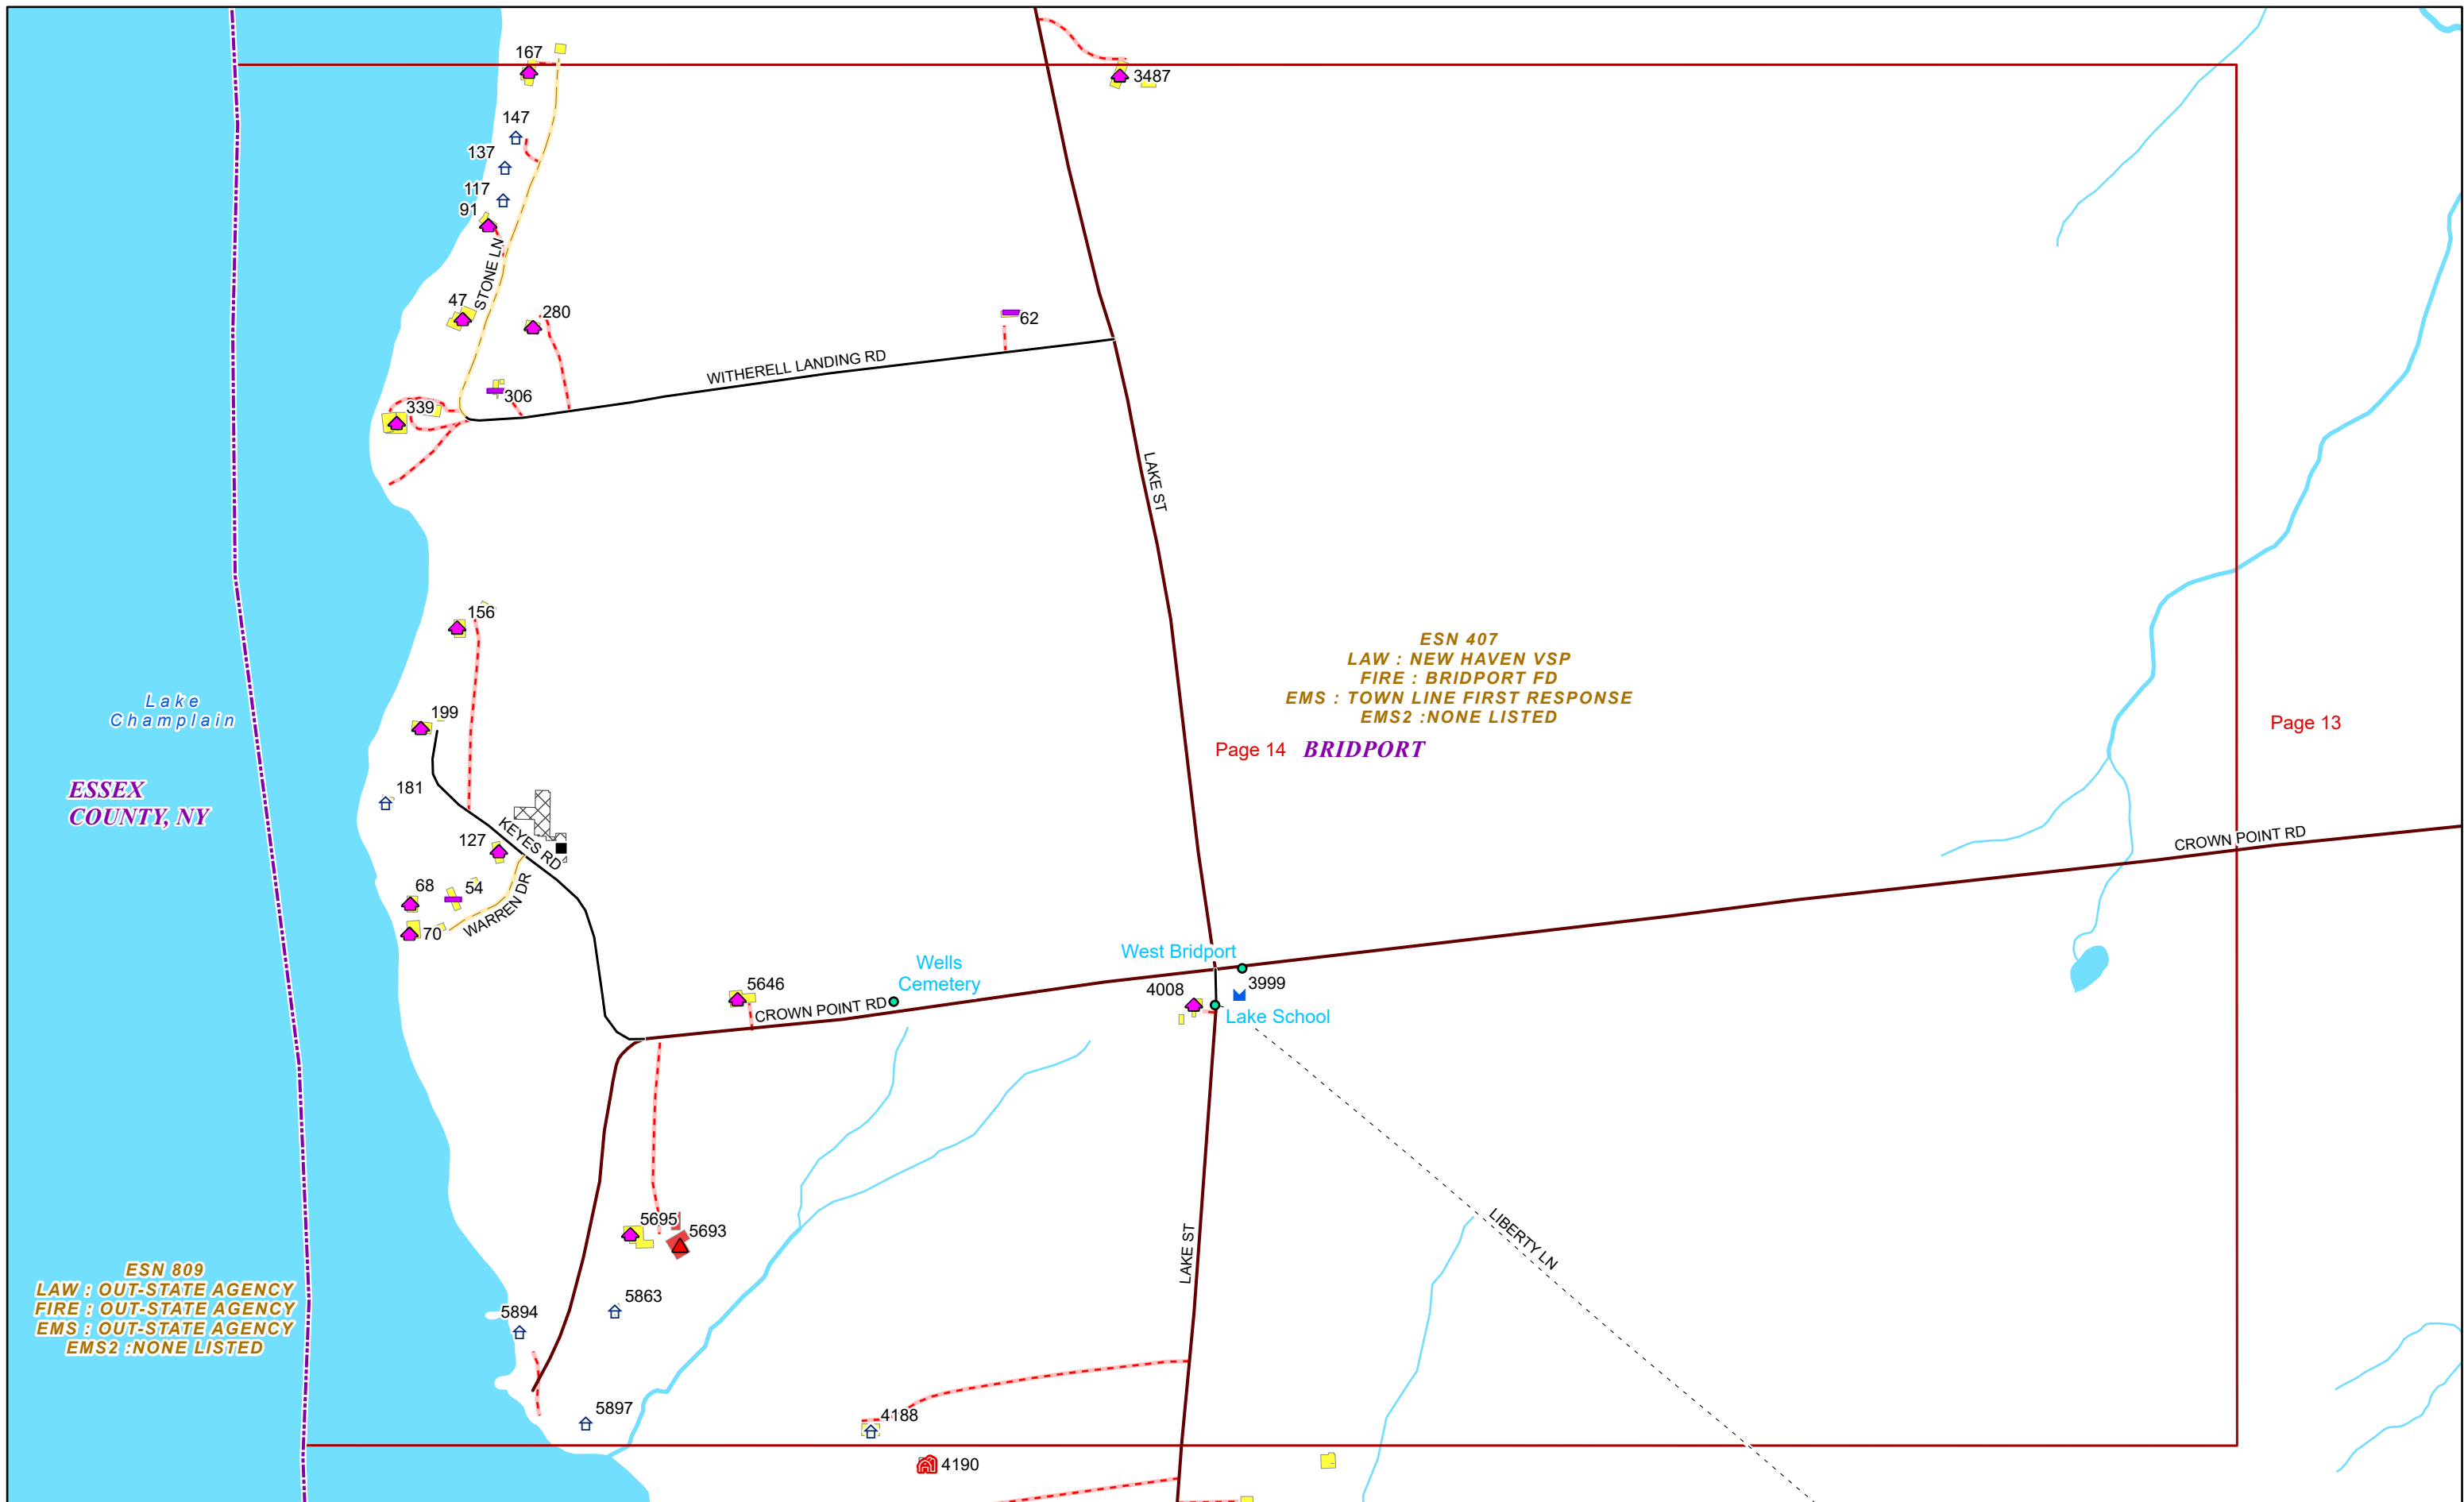 167
3487
147
137
117
91
STONE LN
47
280
62
WITHERELL LANDING RD
306
339
LAKE ST
156
ESN 407
LAW : NEW HAVEN VSP
FIRE : BRIDPORT FD
EMS : TOWN LINE FIRST RESPONSE
EMS2 :NONE LISTED
Lake
Champlain
199
Page 14
BRIDPORT
Page 13
ESSEX
COUNTY, NY
181
KEYES RD
127
CROWN POINT RD
68
54
WARREN DR
70
West Bridport
Wells
Cemetery
5646
CROWN POINT RD
4008
3999
Lake School
5695
5693
LAKE ST
LIBERTY LN
ESN 809
LAW : OUT-STATE AGENCY
FIRE : OUT-STATE AGENCY
EMS : OUT-STATE AGENCY
EMS2 :NONE LISTED
5863
5894
5897
4188
4190